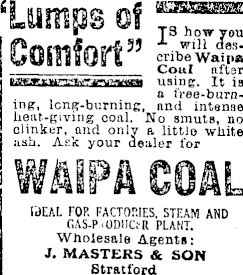 "Lumps of
Comfort"
IS how you
will des-
cribe Waipa
Coal after
using. It is
a free-burn-
ing, long-burning, and intense
heat-giving coal. No smuts, no
clinker, and only a little white
ash. Ask your dealer for
WAIPA COAL
IDEAL FOR FACTORIES, STEAM AND
GAS-PRODUCER PLANT.
Wholesale Agents:
J. MASTERS & SON
Stratford